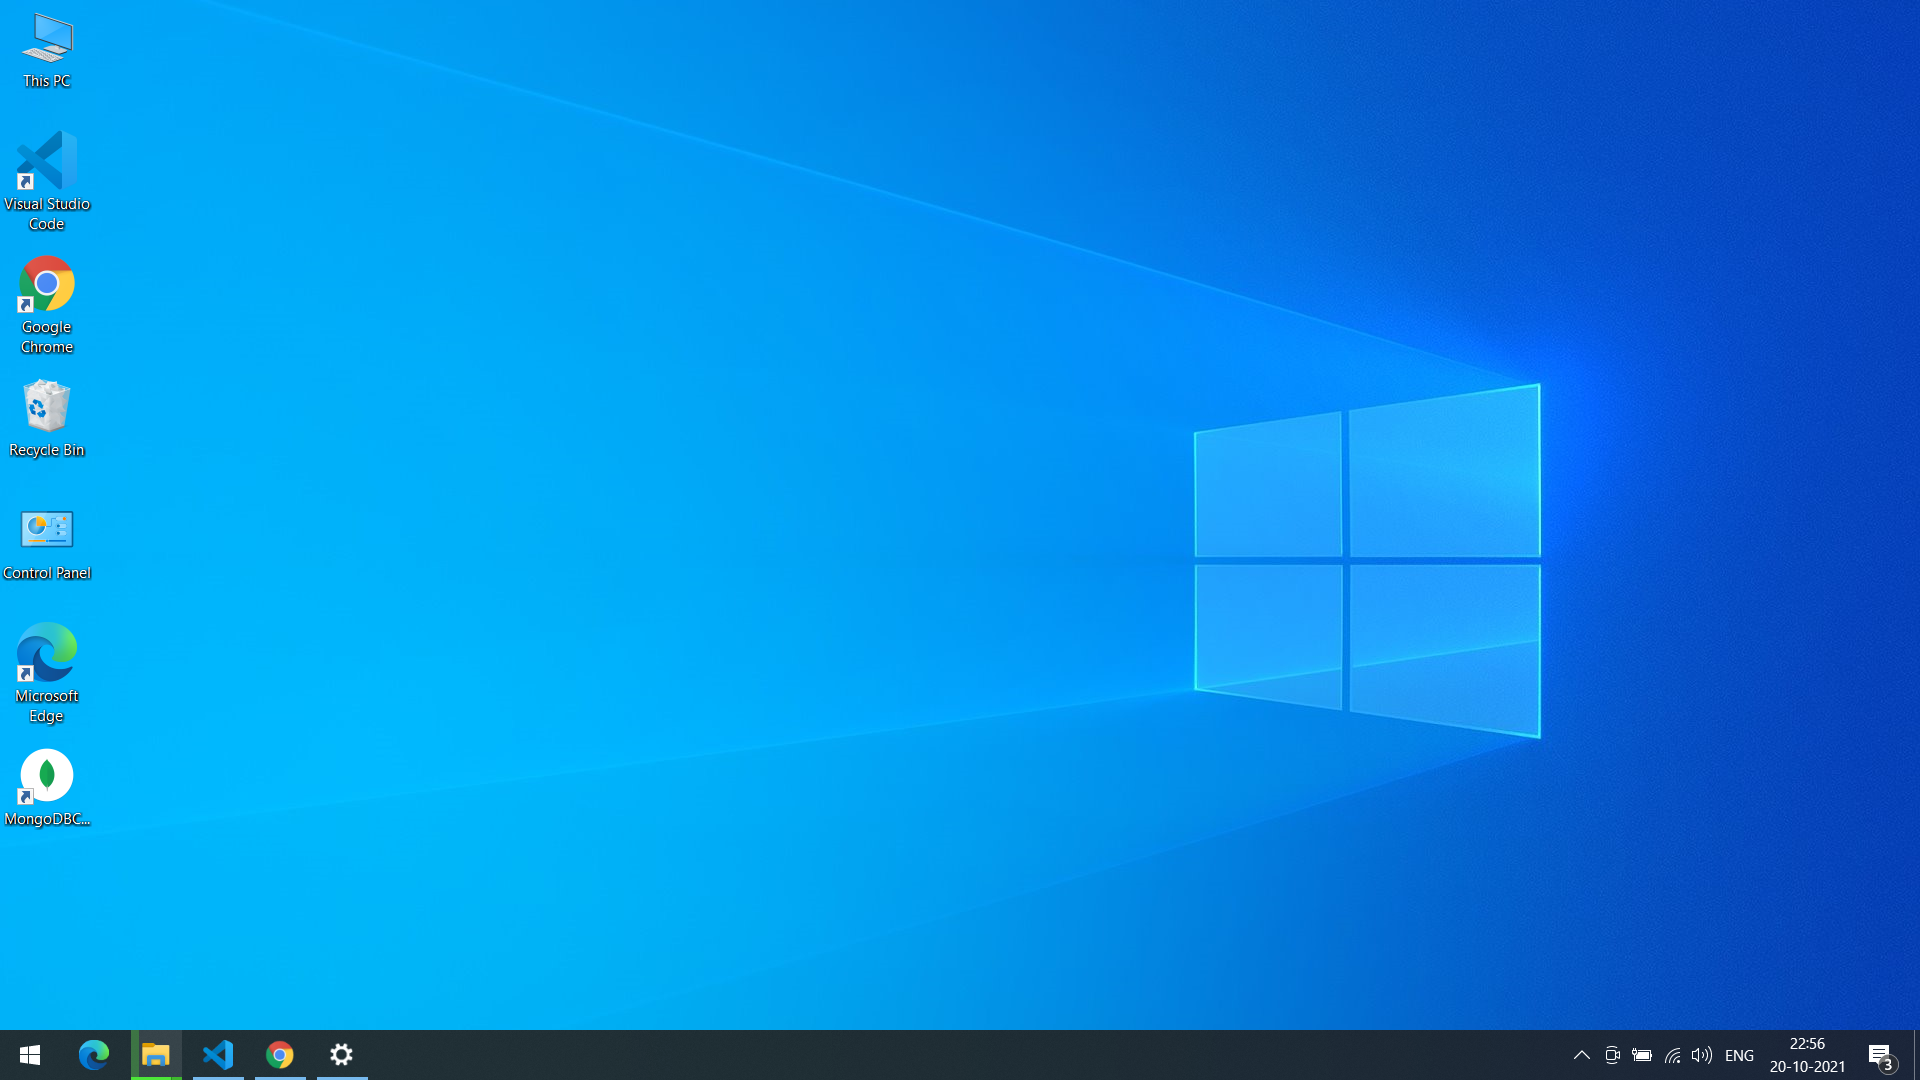 This PC
Visual Studio
Code
Google
Chrome
Recycle Bin
Control Panel
Microsoft
Edge
MongoDBC...
ENG
22:56
20-10-2021
3